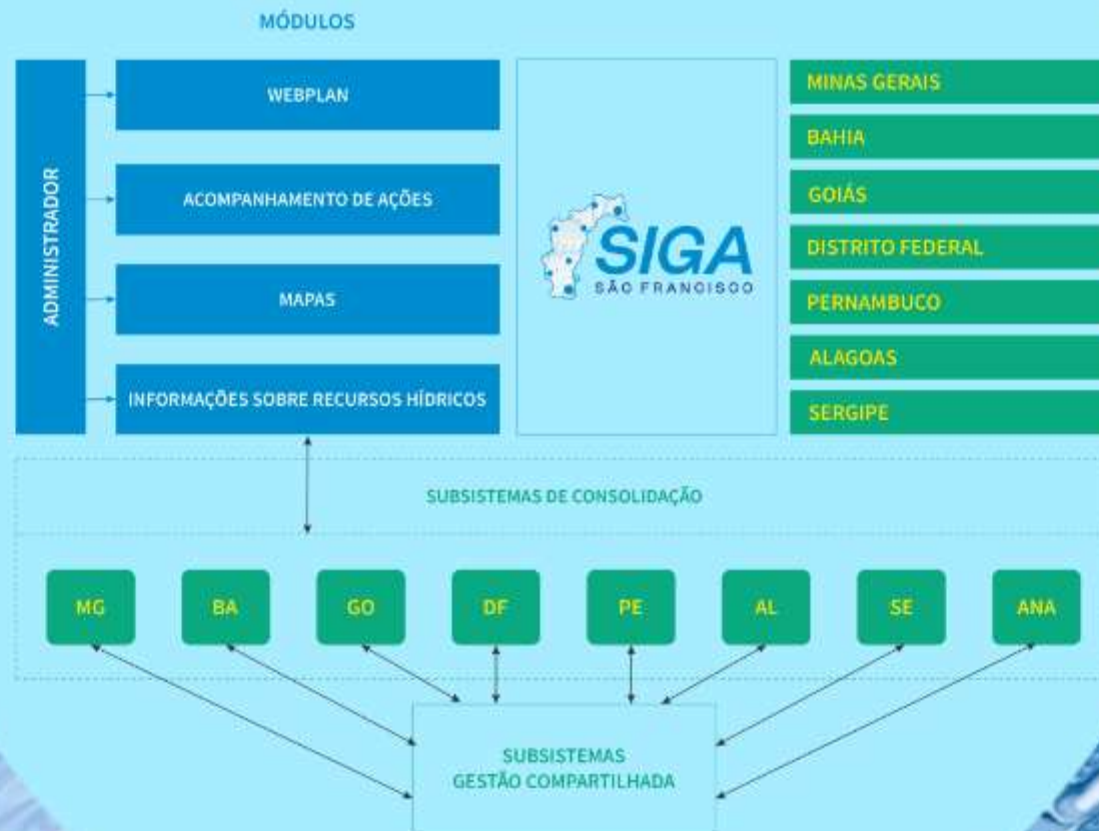 MÓDULOS
ADMINISTRADOR
WEBPLAN
ACOMPANHAMENTO DE AÇÕES
MAPAS
INFORMAÇÕES SOBRE RECURSOS HÍDRICOS
SIGA
SÃO FRANCISCO
MINAS GERAIS
BAHIA
GOIÁS
DISTRITO FEDERAL
PERNAMBUCO
ALAGOAS
SERGIPE
SUBSISTEMAS DE CONSOLIDAÇÃO
MG
BA
GO
DF
PE
AL
SE
ANA
SUBSISTEMAS
GESTÃO COMPARTILHADA